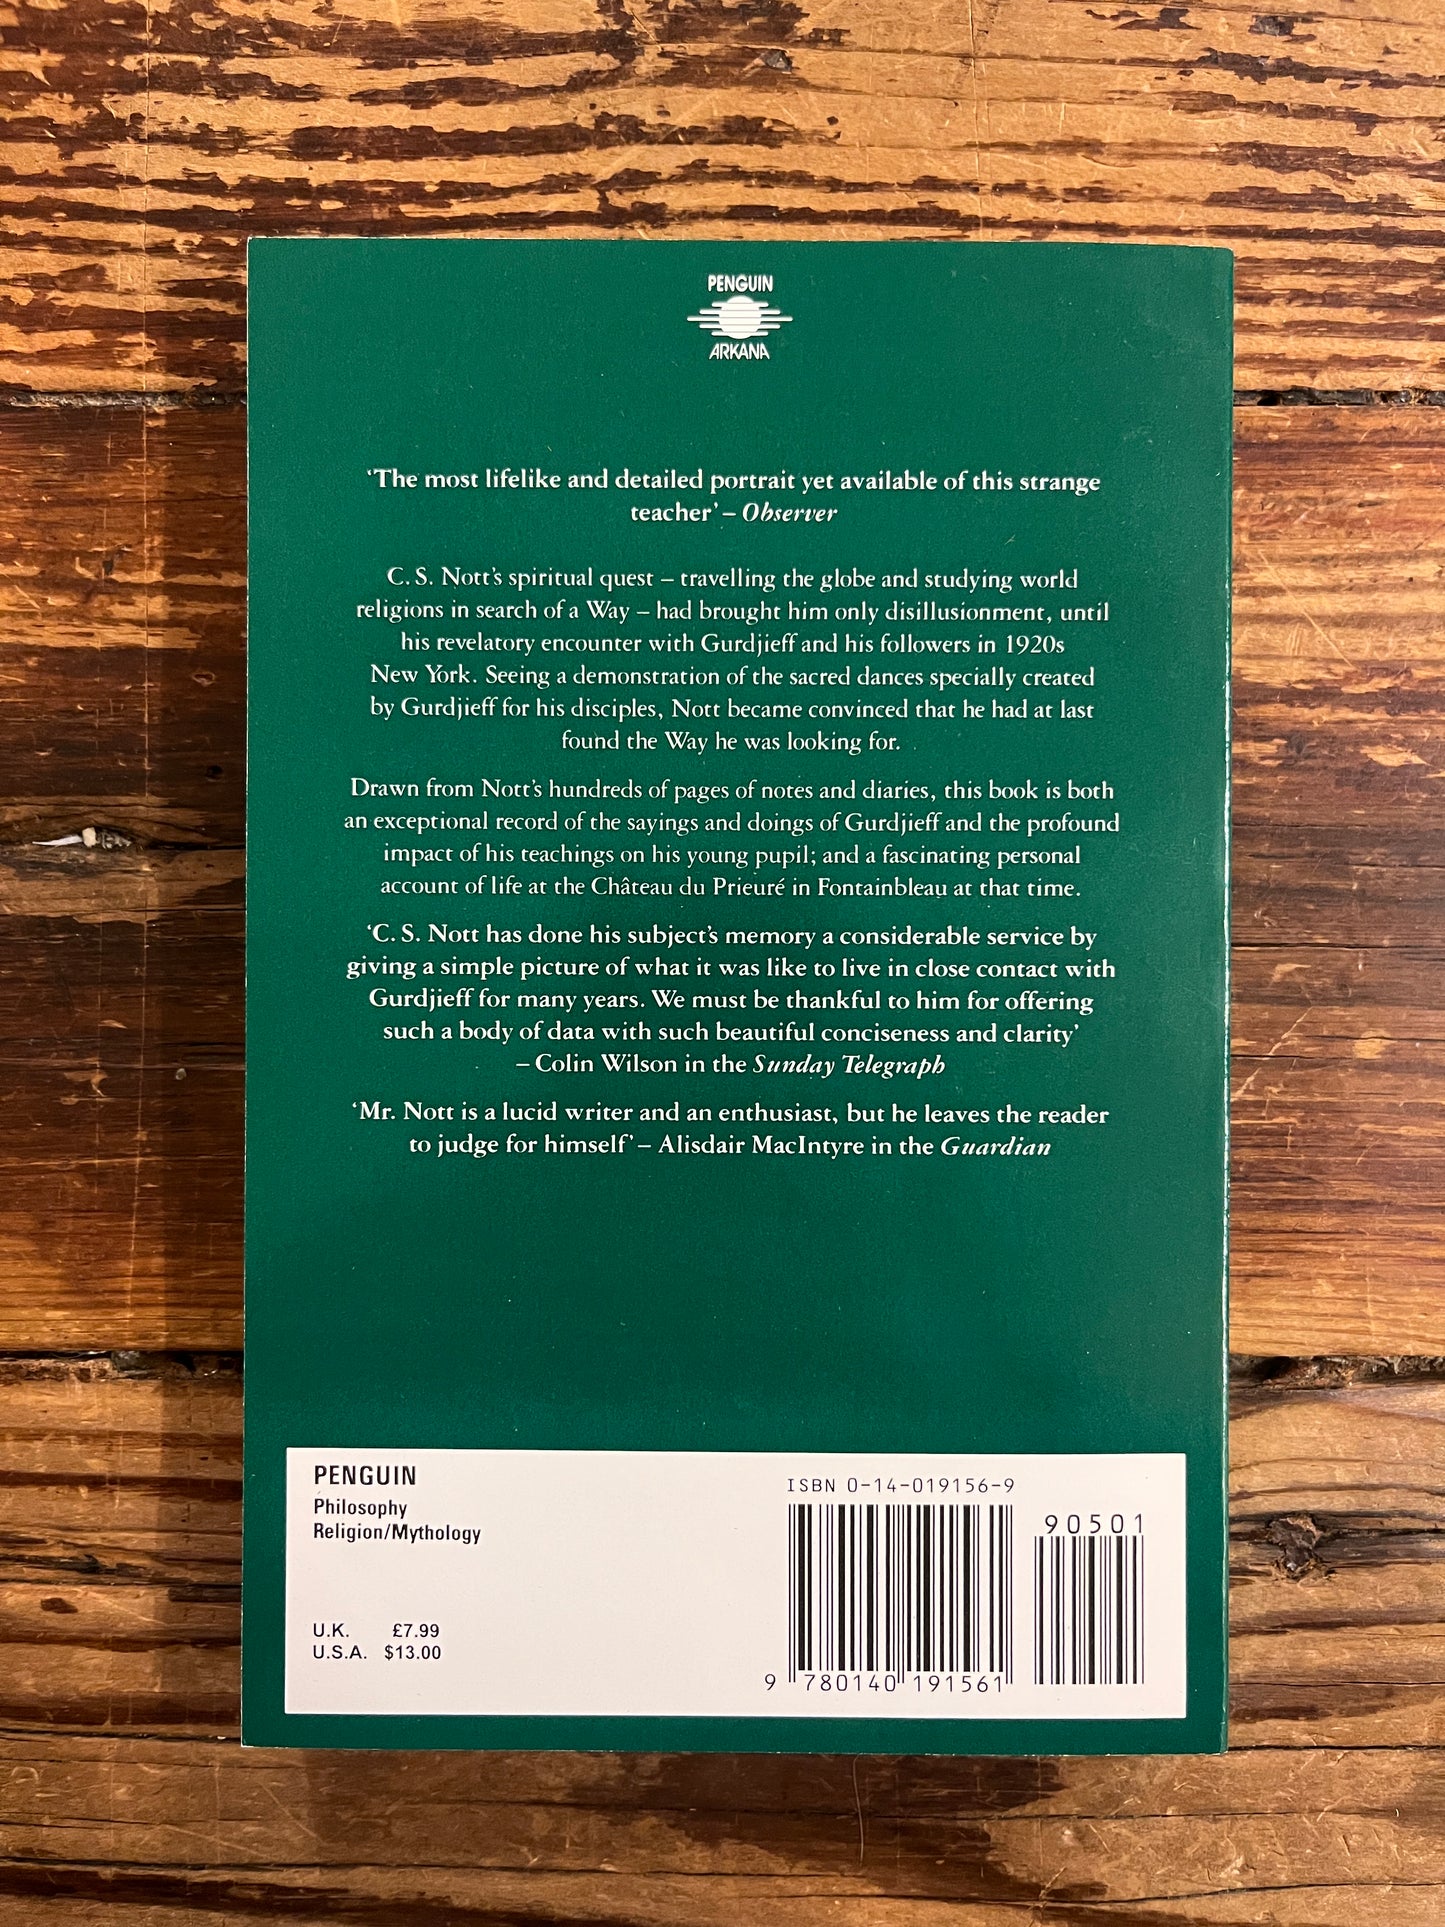 PENGUIN
ARKANA
‘The most lifelike and detailed portrait yet available of this strange
teacher’ – Observer
C. S. Nott’s spiritual quest – travelling the globe and studying world
religions in search of a Way – had brought him only disillusionment, until
his revelatory encounter with Gurdjieff and his followers in 1920s
New York. Seeing a demonstration of the sacred dances specially created
by Gurdjieff for his disciples, Nott became convinced that he had at last
found the Way he was looking for.
Drawn from Nott’s hundreds of pages of notes and diaries, this book is both
an exceptional record of the sayings and doings of Gurdjieff and the profound
impact of his teachings on his young pupil; and a fascinating personal
account of life at the Château du Prieuré in Fontainbleau at that time.
‘C. S. Nott has done his subject’s memory a considerable service by
giving a simple picture of what it was like to live in close contact with
Gurdjieff for many years. We must be thankful to him for offering
such a body of data with such beautiful conciseness and clarity’
– Colin Wilson in the Sunday Telegraph
‘Mr. Nott is a lucid writer and an enthusiast, but he leaves the reader
to judge for himself’ – Alisdair MacIntyre in the Guardian
PENGUIN
Philosophy
Religion/Mythology
U.K. £7.99
U.S.A. $13.00
ISBN 0-14-019156-9
90501
9 780140 191561